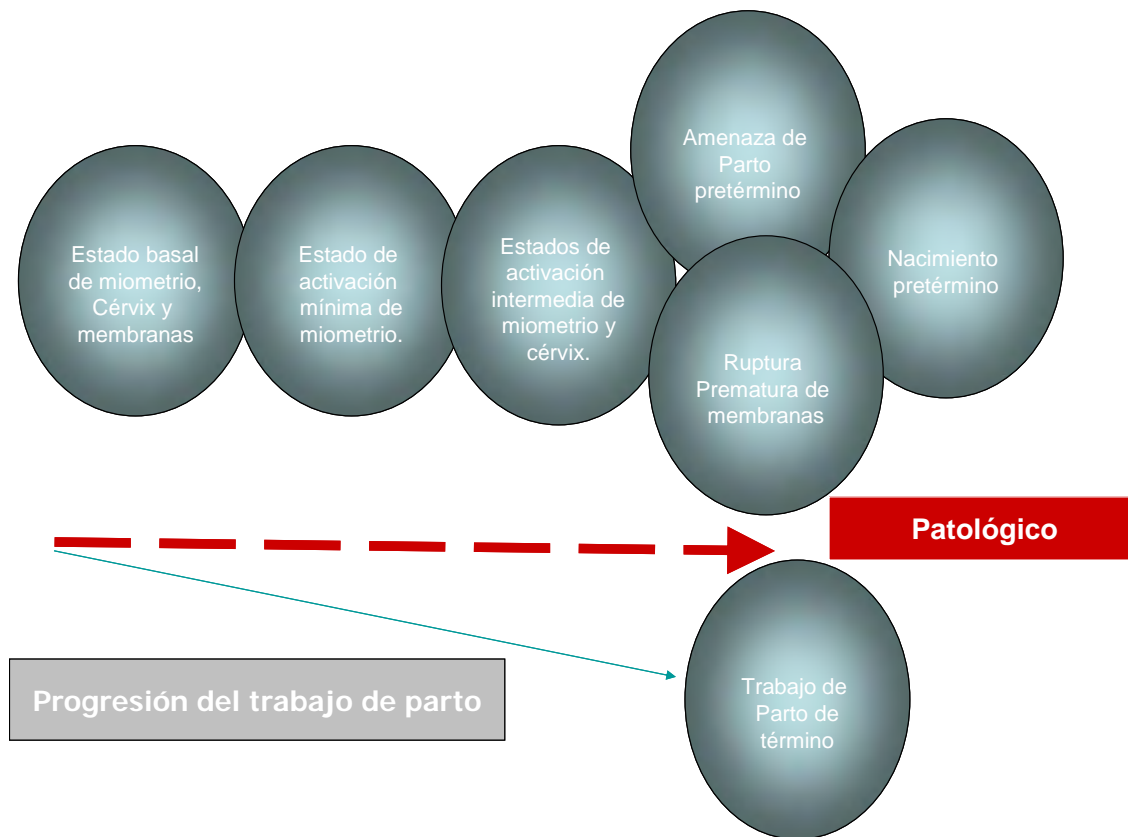 Estado basal
de miometrio,
Cérvix y
membranas
Estado de
activación
mínima de
miometrio.
Estados de
activación
intermedia de
miometrio y
cérvix.
Amenaza de
Parto
pretérmino
Ruptura
Prematura de
membranas
Nacimiento
pretérmino
Patológico
Progresión del trabajo de parto
Trabajo de
Parto de
término